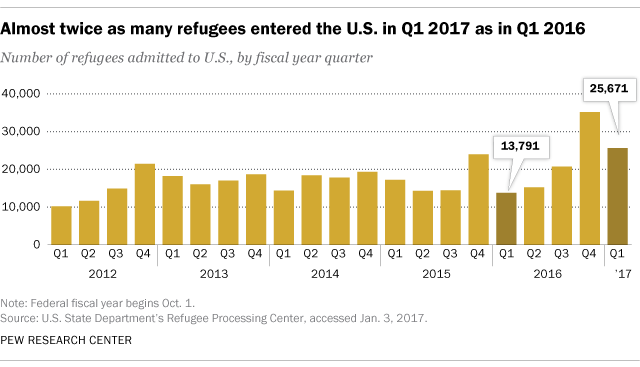 Almost twice as many refugees entered the U.S. in Q1 2017 as in Q1 2016
Number of refugees admitted to U.S., by fiscal year quarter
40,000
30,000
20,000
10,000
0
13,791
25,671
Q1 Q2 Q3 Q4 Q1 Q2 Q3 Q4 Q1 Q2 Q3 Q4 Q1 Q2 Q3 Q4 Q1 Q2 Q3 Q4 Q1
2012 2013 2014 2015 2016 '17
Note: Federal fiscal year begins Oct. 1.
Source: U.S. State Department's Refugee Processing Center, accessed Jan. 3, 2017.
PEW RESEARCH CENTER